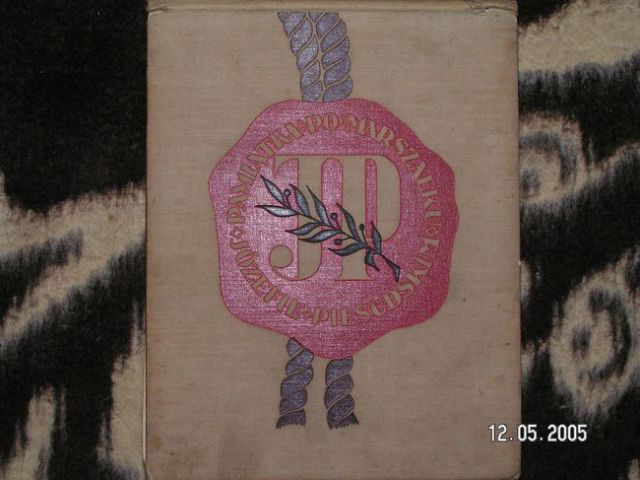 PAMIĄTKA·PO·MARSZAŁKU
JÓZEFIE·PIŁSUDSKIM
JP
12.05.2005